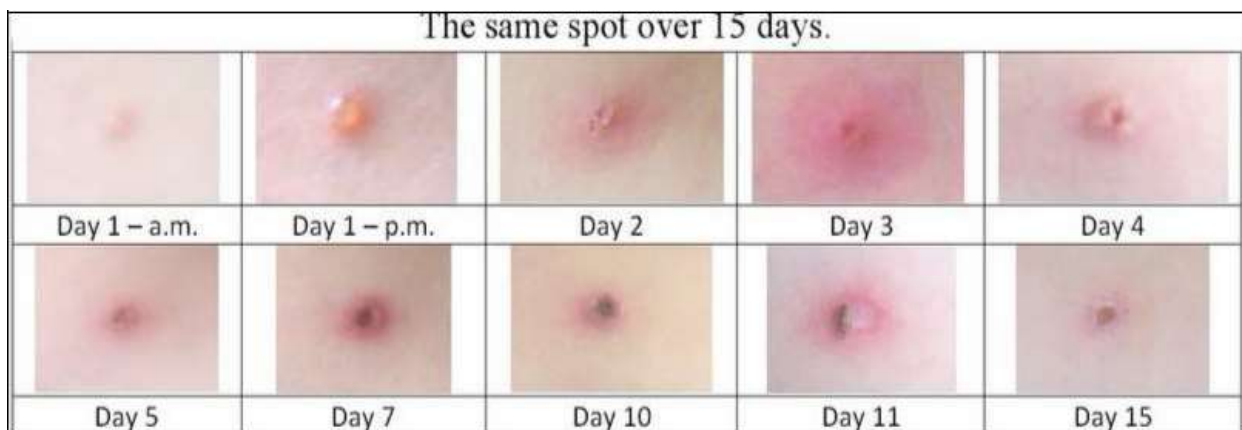 The same spot over 15 days.
Day 1 – a.m.
Day 1 – p.m.
Day 2
Day 3
Day 4
Day 5
Day 7
Day 10
Day 11
Day 15